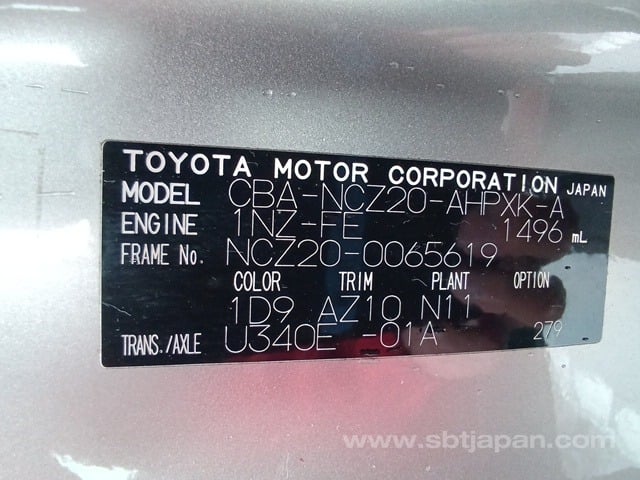 TOYOTA MOTOR CORPORATION JAPAN
MODEL CBA-NCZ20-AHPXK-A
ENGINE 1NZ-FE 1496 mL
FRAME No. NCZ20-0065619
COLOR TRIM PLANT OPTION
1D9 AZ10 N11
TRANS./AXLE U340E -01A 279
www.sbtjapan.com